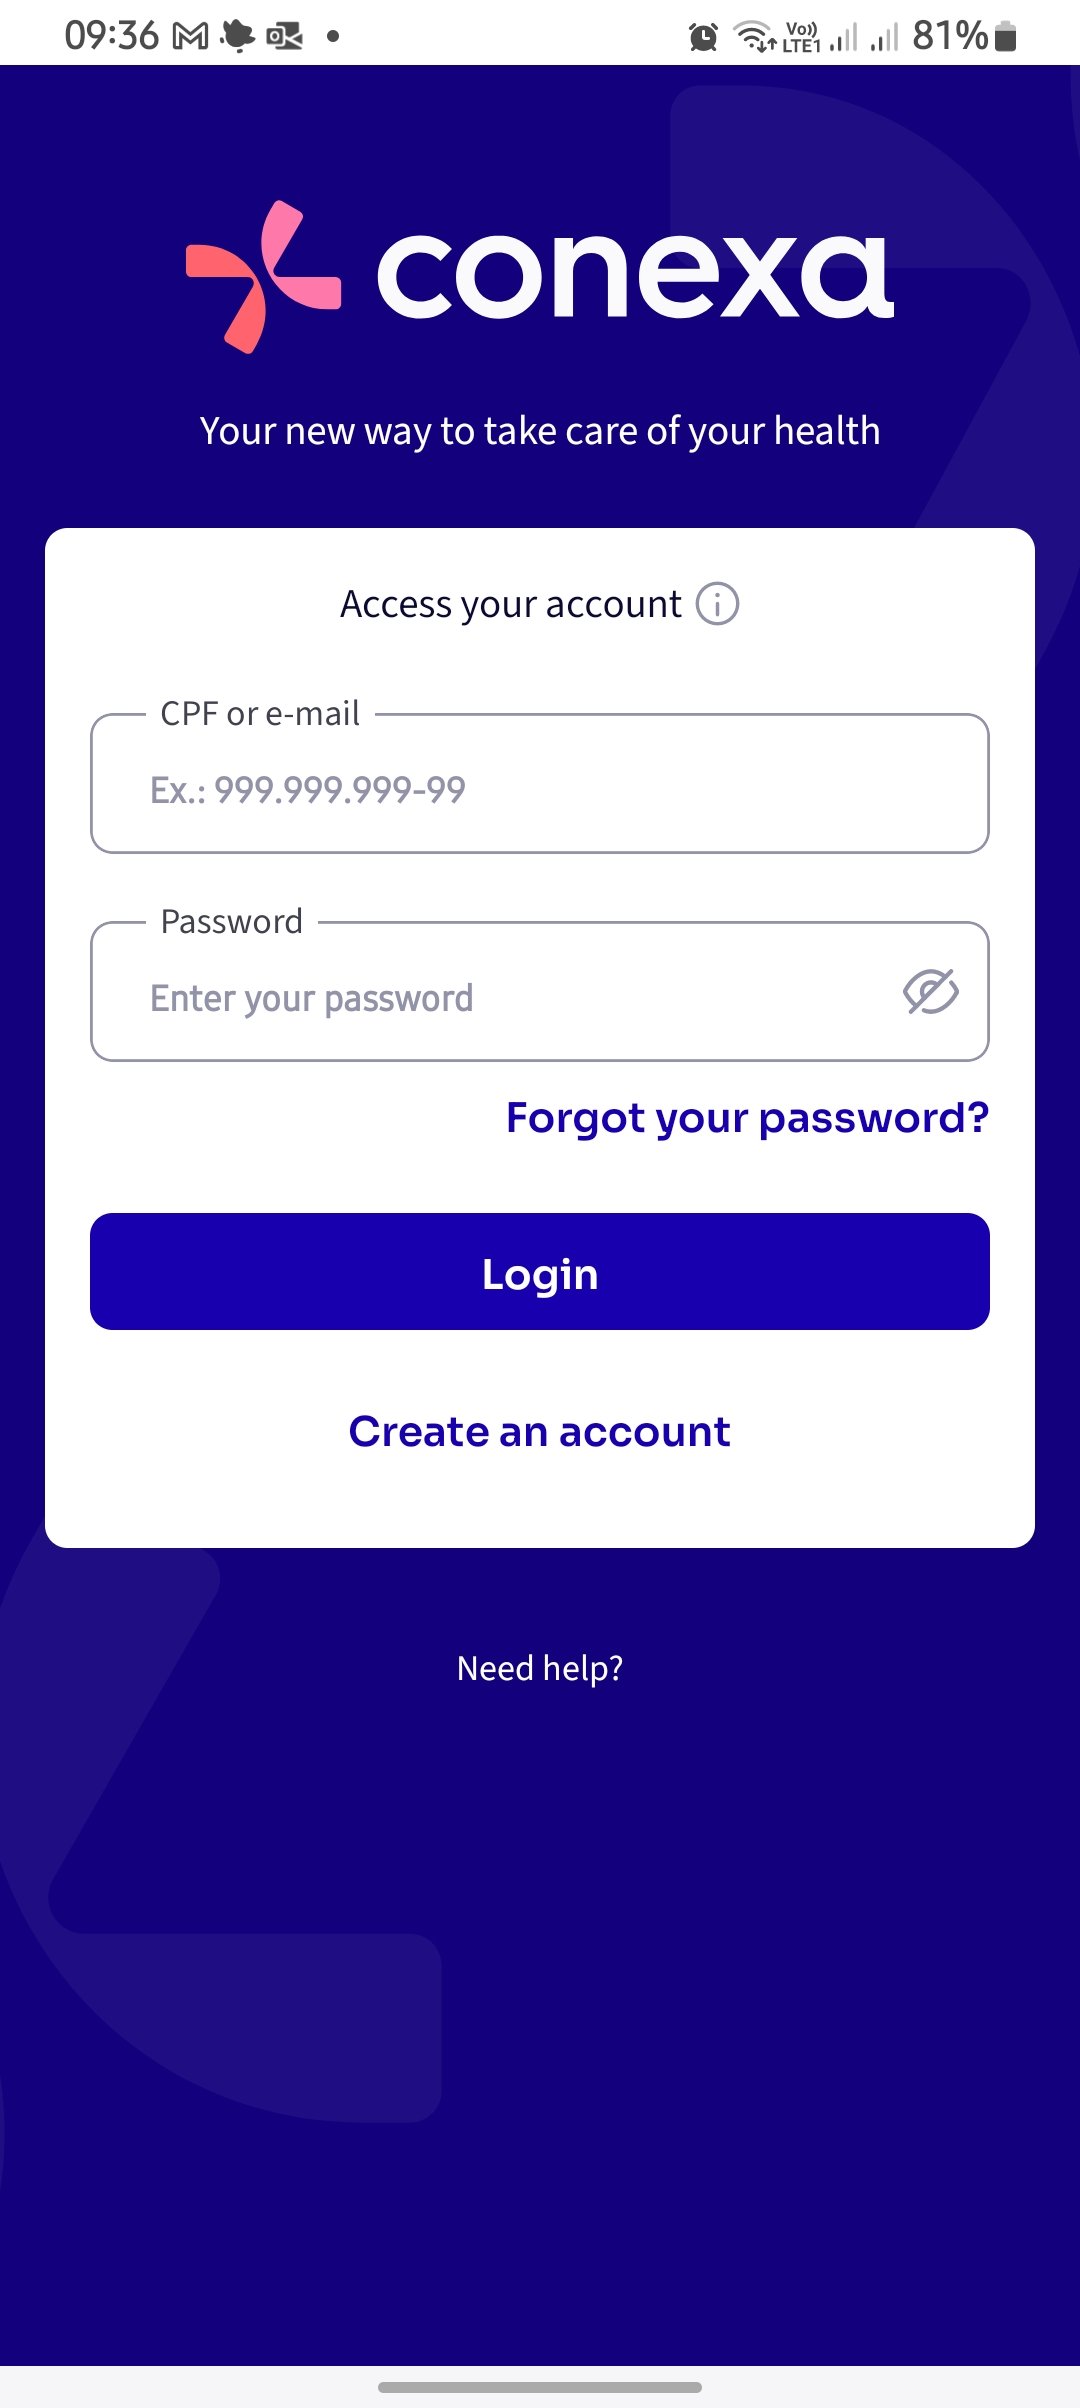 09:36 Vo)) LTE1 81%
conexa
Your new way to take care of your health
Access your account
CPF or e-mail
Ex.: 999.999.999-99
Password
Enter your password
Forgot your password?
Login
Create an account
Need help?